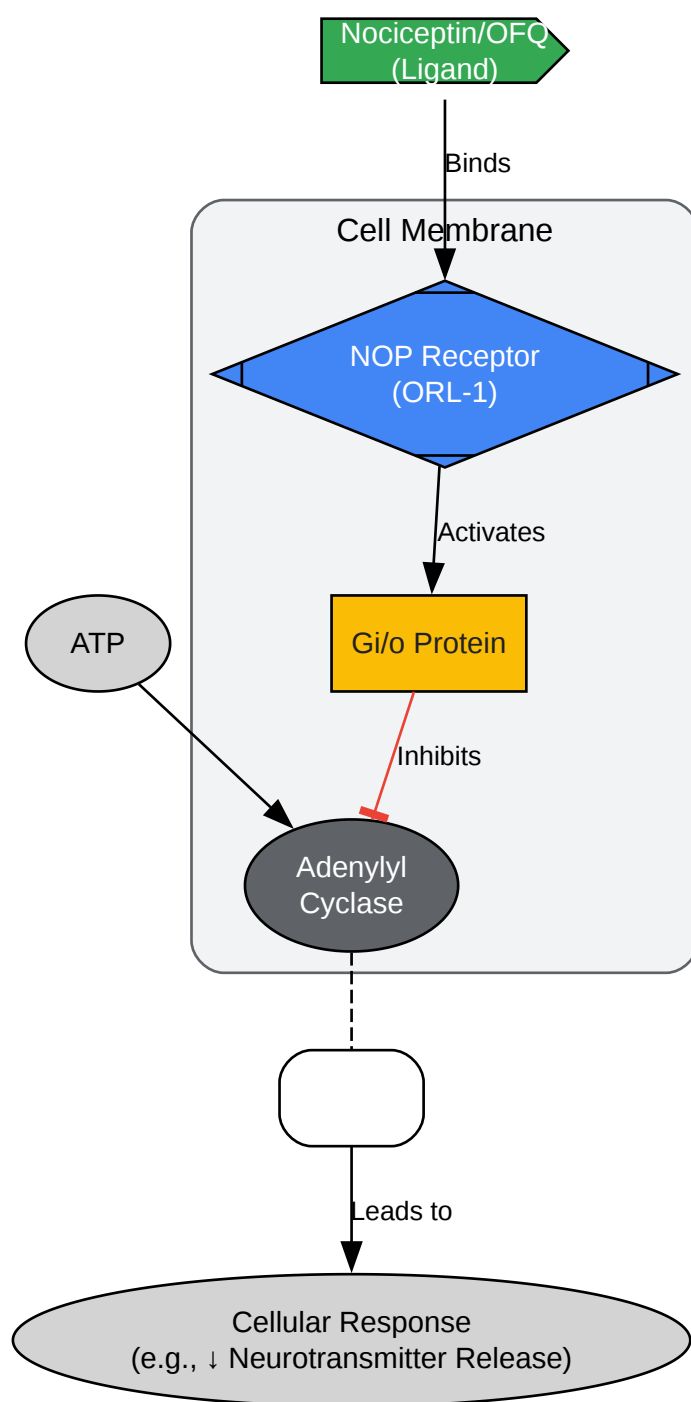 Nociceptin/OFQ
(Ligand)
Binds
Cell Membrane
NOP Receptor
(ORL-1)
Activates
ATP
Gi/o Protein
Inhibits
Adenylyl
Cyclase
Leads to
Cellular Response
(e.g., ↓ Neurotransmitter Release)